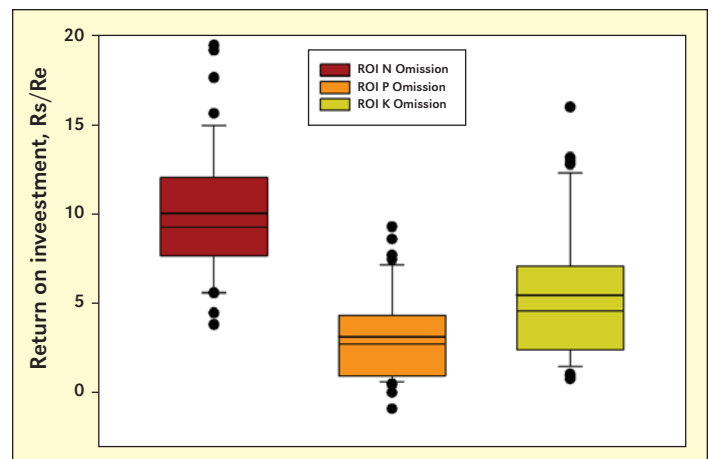 Return on inveestment, Rs/Re
20
15
10
5
0
ROI N Omission
ROI P Omission
ROI K Omission